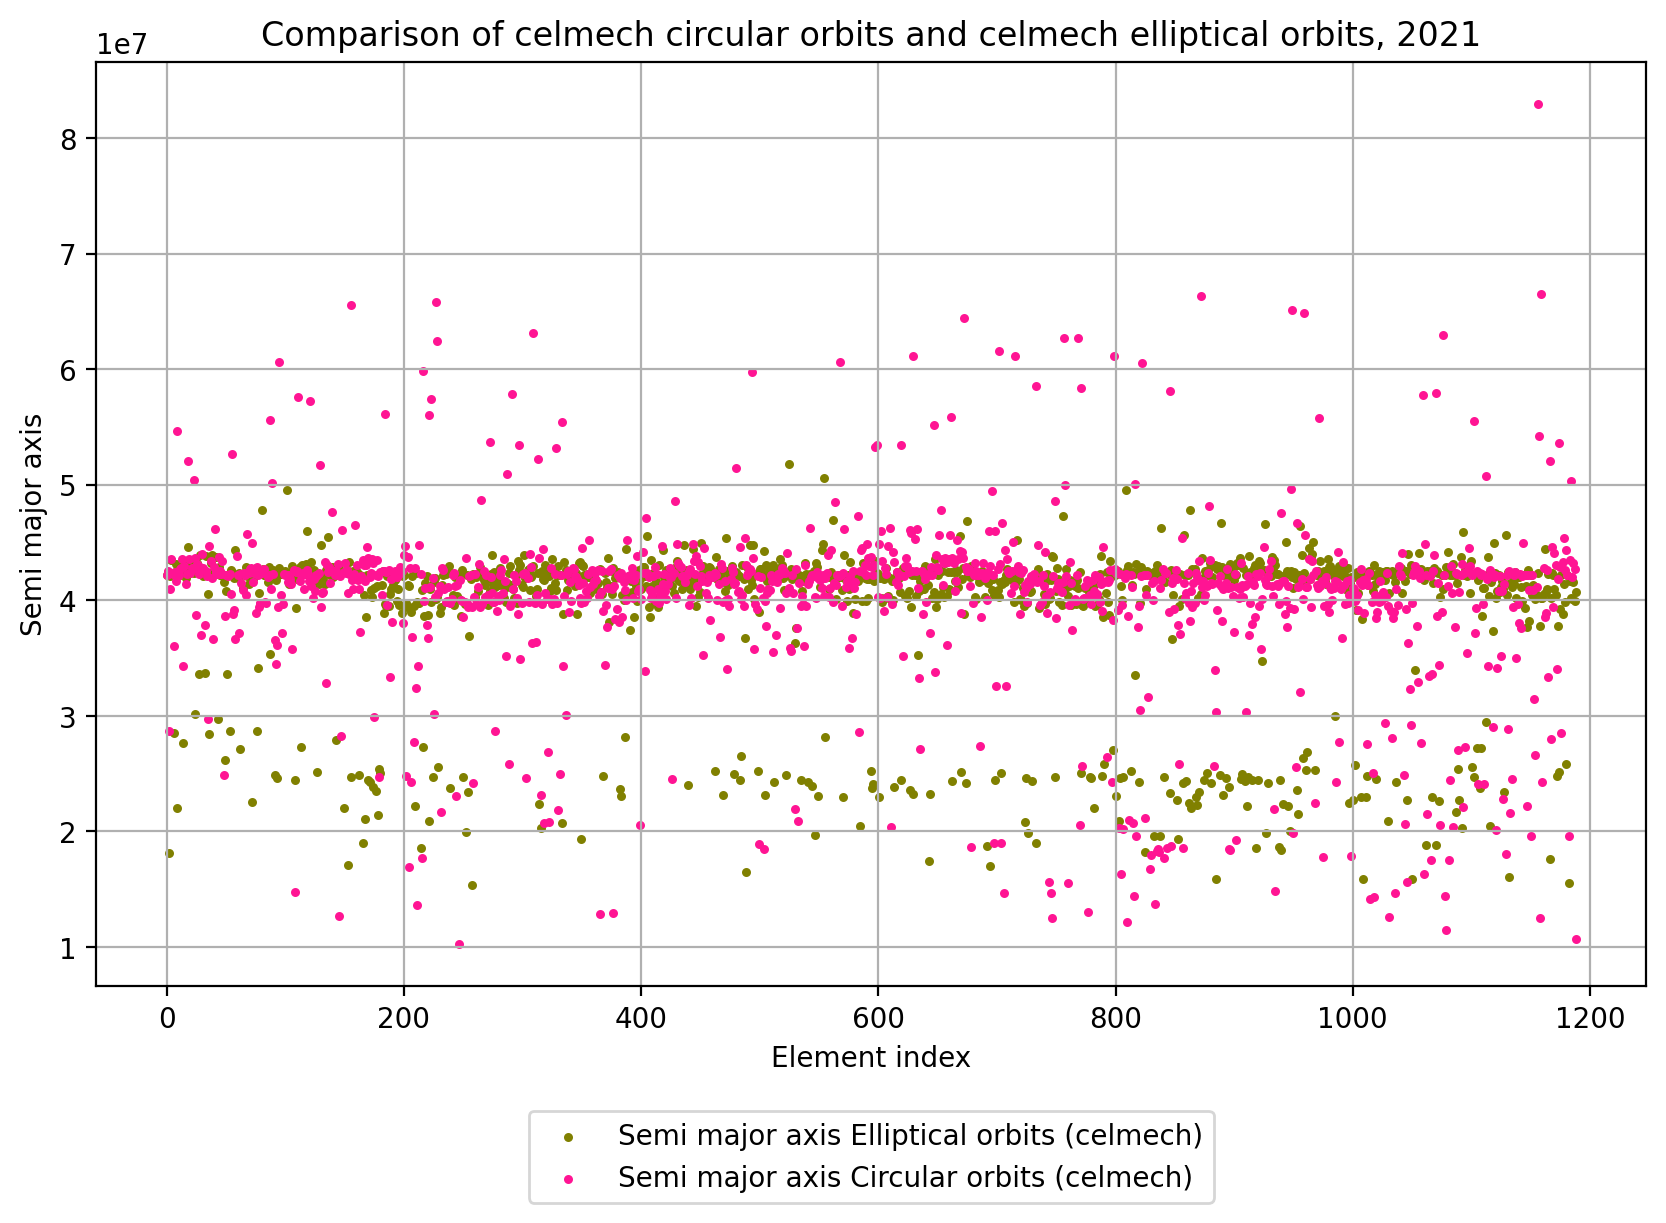 Comparison of celmech circular orbits and celmech elliptical orbits, 2021
1e7
8
7
6
5
4
3
2
1
Semi major axis
0 200 400 600 800 1000 1200
Element index
Semi major axis Elliptical orbits (celmech)
Semi major axis Circular orbits (celmech)